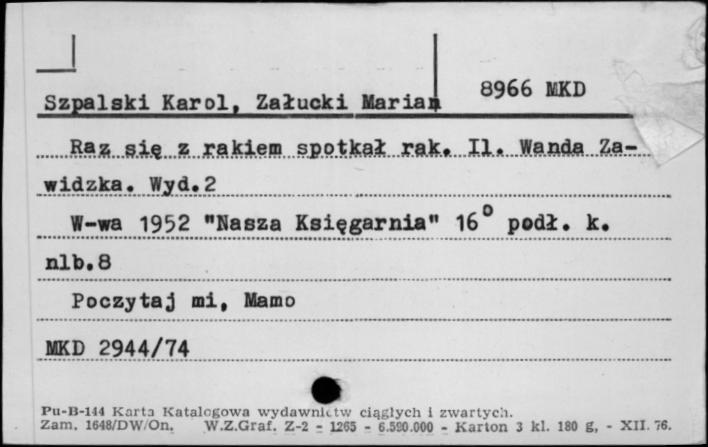 8966 MKD
Szpalski Karol, Załucki Marian
Raz się z rakiem spotkał rak. Il. Wanda Za-
widzka. Wyd.2
W-wa 1952 "Nasza Księgarnia" 16° podł. k.
nlb.8
Poczytaj mi, Mamo
MKD 2944/74
Pu-B-144 Karta Katalogowa wydawnictw ciągłych i zwartych.
Zam. 1648/DW/On. W.Z.Graf. Z-2 - 1265 - 6.590.000 - Karton 3 kl. 180 g, - XII. 76.